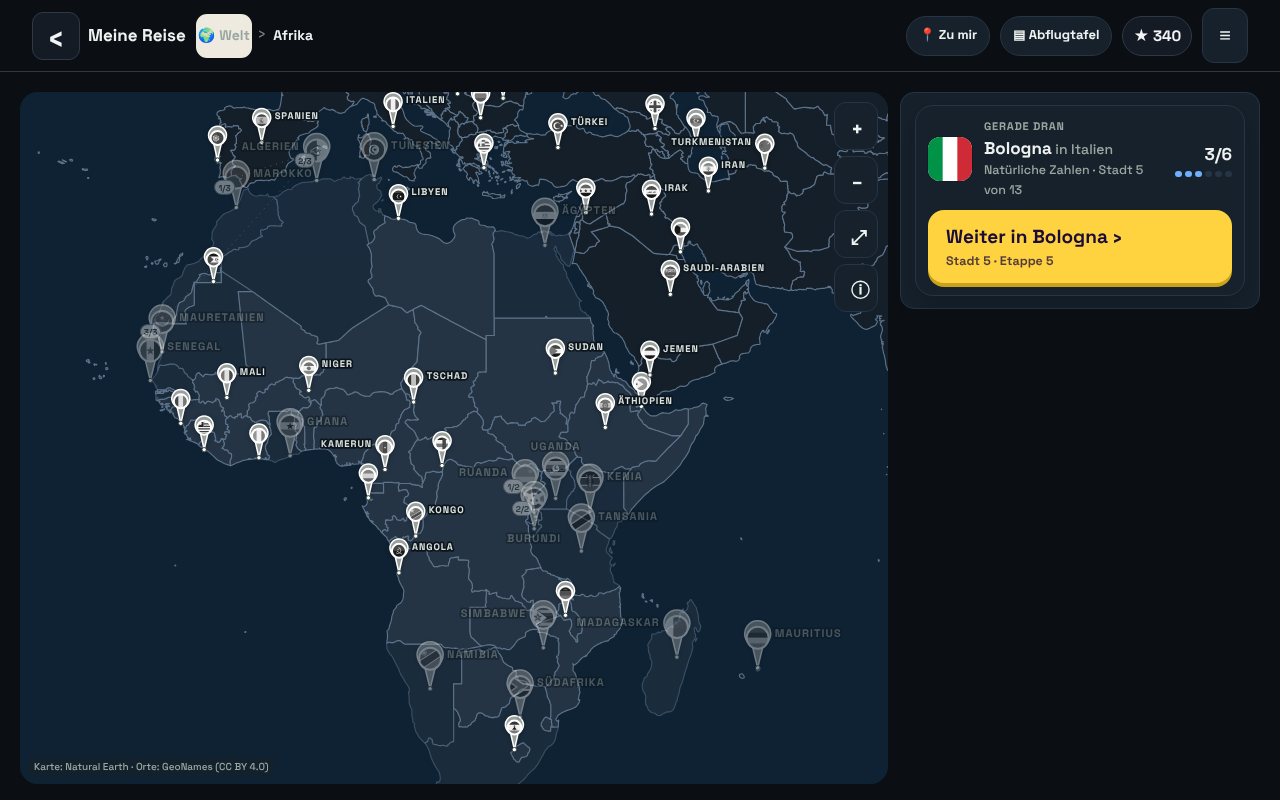 <
Meine Reise
Welt
>
Afrika
Zu mir
Abflugtafel
★ 340
≡
ITALIEN
SPANIEN
TÜRKEI
ALGERIEN
2/3
TUNESIEN
TURKMENISTAN
MAROKKO
1/3
IRAN
LIBYEN
IRAK
ÄGYPTEN
SAUDI-ARABIEN
MAURETANIEN
3/3
SENEGAL
SUDAN
JEMEN
MALI
NIGER
TSCHAD
ÄTHIOPIEN
GHANA
KAMERUN
UGANDA
RUANDA
1/2
KENIA
2/2
KONGO
TANSANIA
BURUNDI
ANGOLA
SIMBABWE
MADAGASKAR
MAURITIUS
NAMIBIA
SÜDAFRIKA
Karte: Natural Earth · Orte: GeoNames (CC BY 4.0)
+
−
GERADE DRAN
Bologna in Italien
3/6
Natürliche Zahlen · Stadt 5
von 13
Weiter in Bologna >
Stadt 5 · Etappe 5